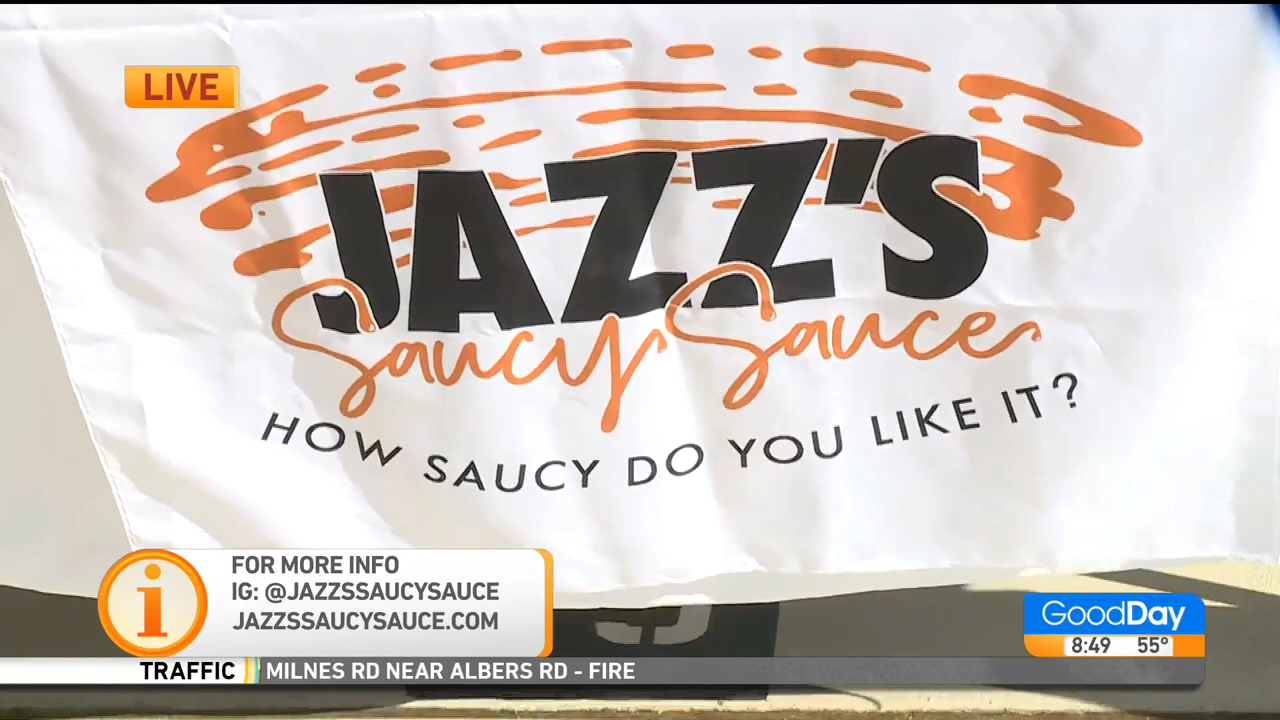 LIVE
JAZZ'S
Saucy Sauce
HOW SAUCY DO YOU LIKE IT?
FOR MORE INFO
IG: @JAZZSSAUCYSAUCE
JAZZSSAUCYSAUCE.COM
GoodDay
8:49 55°
TRAFFIC MILNES RD NEAR ALBERS RD - FIRE